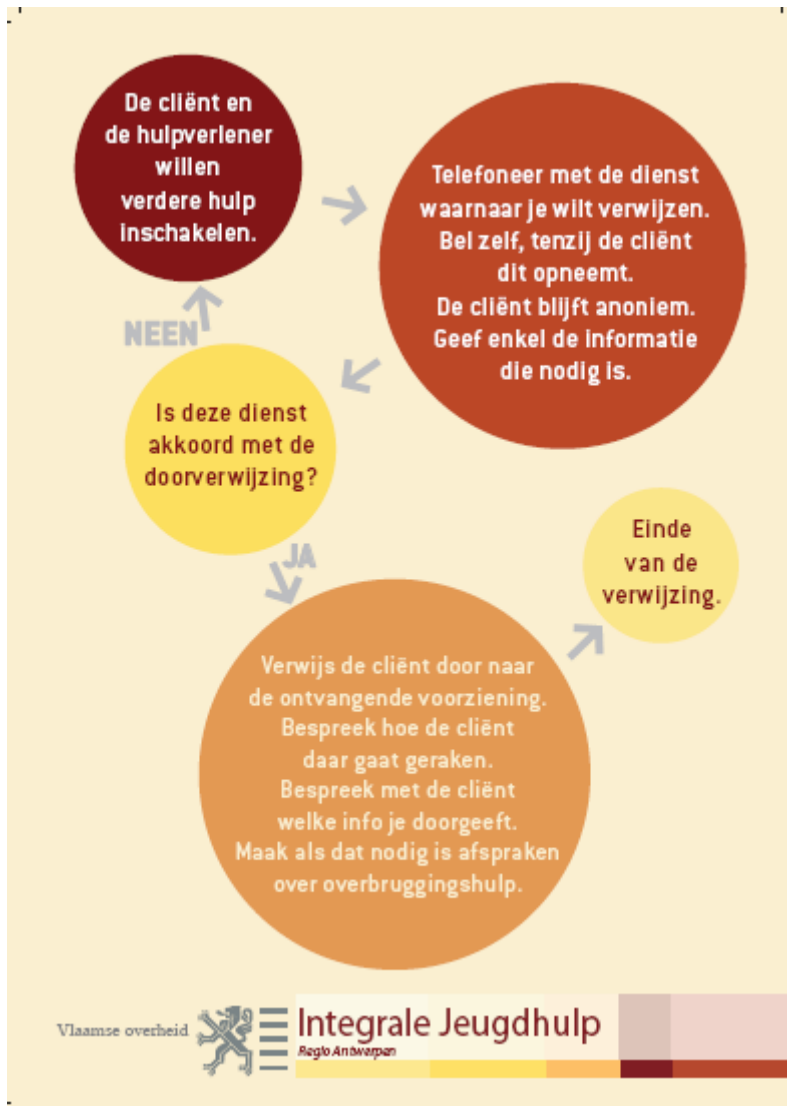 De cliënt en
de hulpverlener
willen
verdere hulp
inschakelen.
Telefoneer met de dienst
waarnaar je wilt verwijzen.
Bel zelf, tenzij de cliënt
dit opneemt.
De cliënt blijft anoniem.
Geef enkel de informatie
die nodig is.
NEEN
Is deze dienst
akkoord met de
doorverwijzing?
JA
Einde
van de
verwijzing.
Verwijs de cliënt door naar
de ontvangende voorziening.
Bespreek hoe de cliënt
daar gaat geraken.
Bespreek met de cliënt
welke info je doorgeeft.
Maak als dat nodig is afspraken
over overbruggingshulp.
Vlaamse overheid
Integrale Jeugdhulp
Regio Antwerpen